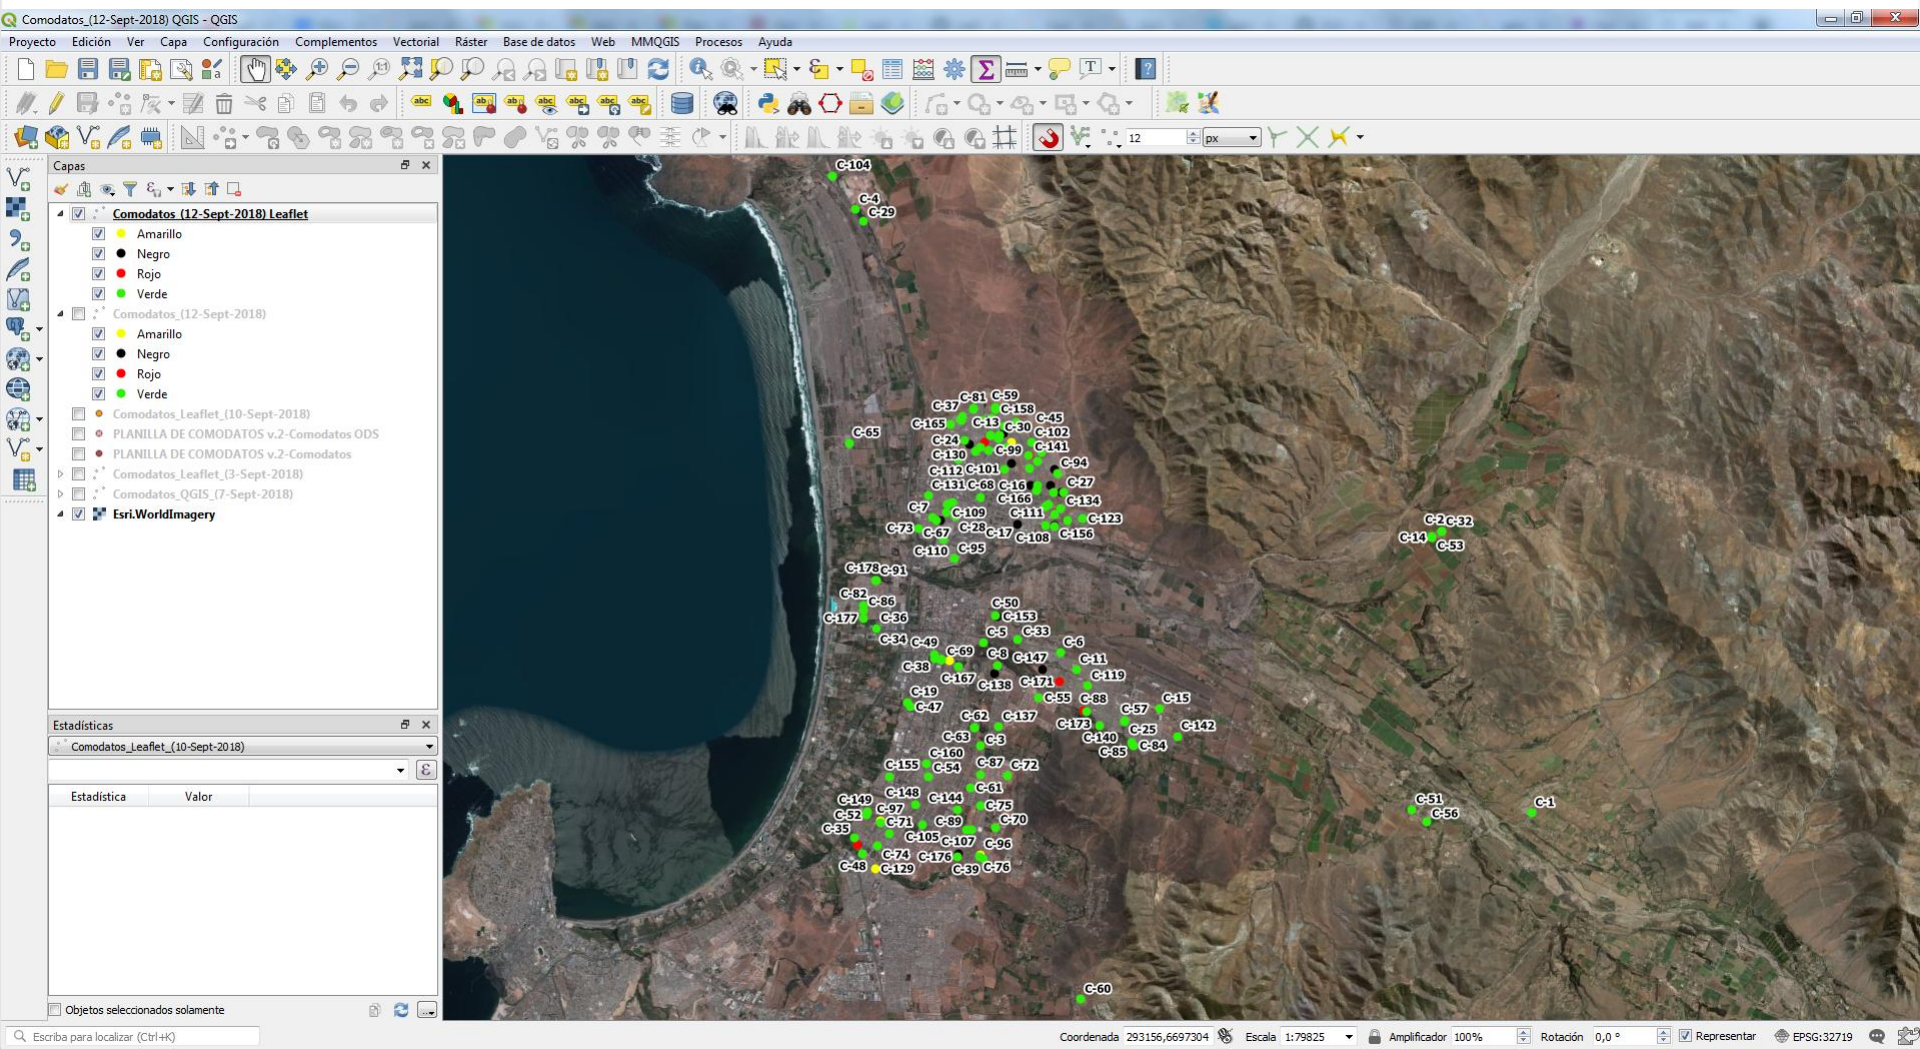 Comodatos_(12-Sept-2018) QGIS - QGIS
Proyecto Edición Ver Capa Configuración Complementos Vectorial Ráster Base de datos Web MMQGIS Procesos Ayuda
12 px
Capas
Comodatos (12-Sept-2018) Leaflet
Amarillo
Negro
Rojo
Verde
Comodatos_(12-Sept-2018)
Amarillo
Negro
Rojo
Verde
Comodatos_Leaflet_(10-Sept-2018)
PLANILLA DE COMODATOS v.2-Comodatos ODS
PLANILLA DE COMODATOS v.2-Comodatos
Comodatos_Leaflet_(3-Sept-2018)
Comodatos_QGIS_(7-Sept-2018)
Esri.WorldImagery
Estadísticas
Comodatos_Leaflet_(10-Sept-2018)
ε
Estadística Valor
Objetos seleccionados solamente
C-104
C-4
C-29
C-81 C-59
C-37 C-158
C-165 C-13 C-30 C-45
C-65 C-24 C-102
C-130 C-99 C-141
C-112 C-101 C-94
C-131 C-68 C-16 C-27
C-7 C-166 C-134
C-109 C-111 C-123
C-73 C-67 C-28 C-17 C-108 C-156
C-110 C-95
C-2 C-32
C-14 C-53
C-178 C-91
C-82 C-86 C-50
C-177 C-36 C-153
C-34 C-49 C-5 C-33 C-6
C-38 C-69 C-8 C-147 C-11
C-167 C-138 C-171 C-119
C-19 C-55 C-88 C-15
C-47 C-57
C-62 C-137 C-173 C-25 C-142
C-63 C-3 C-140 C-84
C-160 C-85
C-155 C-54 C-87 C-72
C-148 C-144 C-61
C-149 C-97 C-75 C-51 C-1
C-52 C-71 C-89 C-70 C-56
C-35 C-105 C-107 C-96
C-74 C-176
C-48 C-129 C-39 C-76
C-60
Escriba para localizar (Ctrl+K) Coordenada 293156,6697304 Escala 1:79825 Amplificador 100% Rotación 0,0 ° Representar EPSG:32719